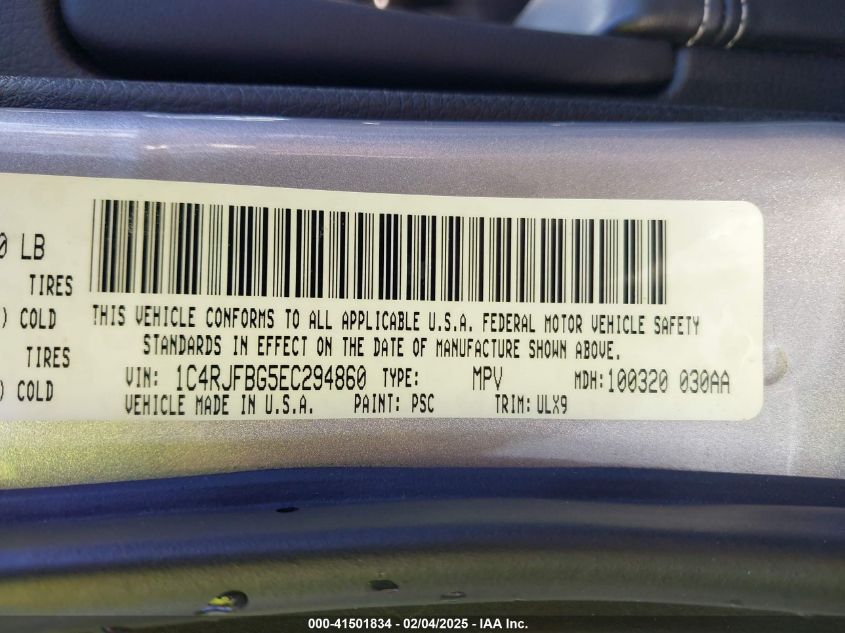 0 LB
TIRES
) COLD
TIRES
) COLD
THIS VEHICLE CONFORMS TO ALL APPLICABLE U.S.A. FEDERAL MOTOR VEHICLE SAFETY
STANDARDS IN EFFECT ON THE DATE OF MANUFACTURE SHOWN ABOVE.
VIN: 1C4RJFBG5EC294860 TYPE: MPV MDH: 100320 030AA
VEHICLE MADE IN U.S.A. PAINT: PSC TRIM: ULX9
000-41501834 - 02/04/2025 - IAA Inc.